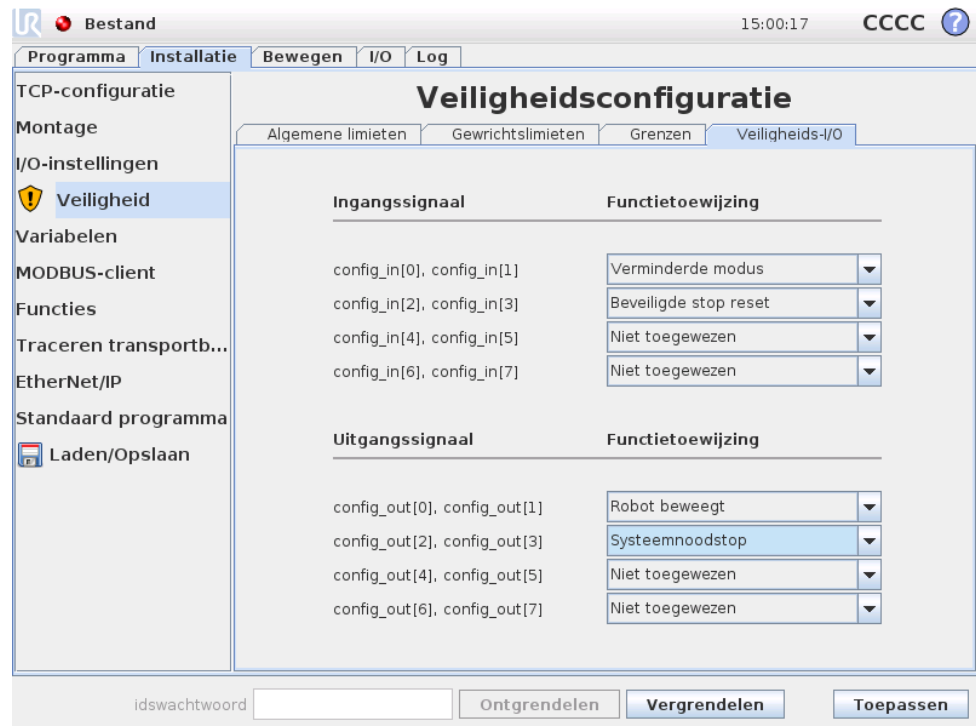 UR Bestand 15:00:17 CCCC ?
Programma Installatie Bewegen I/O Log
TCP-configuratie
Montage
I/O-instellingen
Veiligheid
Variabelen
MODBUS-client
Functies
Traceren transportb...
EtherNet/IP
Standaard programma
Laden/Opslaan
Veiligheidsconfiguratie
Algemene limieten Gewrichtslimieten Grenzen Veiligheids-I/O
Ingangssignaal Functietoewijzing
config_in[0], config_in[1] Verminderde modus
config_in[2], config_in[3] Beveiligde stop reset
config_in[4], config_in[5] Niet toegewezen
config_in[6], config_in[7] Niet toegewezen
Uitgangssignaal Functietoewijzing
config_out[0], config_out[1] Robot beweegt
config_out[2], config_out[3] Systeemnoodstop
config_out[4], config_out[5] Niet toegewezen
config_out[6], config_out[7] Niet toegewezen
idswachtwoord Ontgrendelen Vergrendelen Toepassen